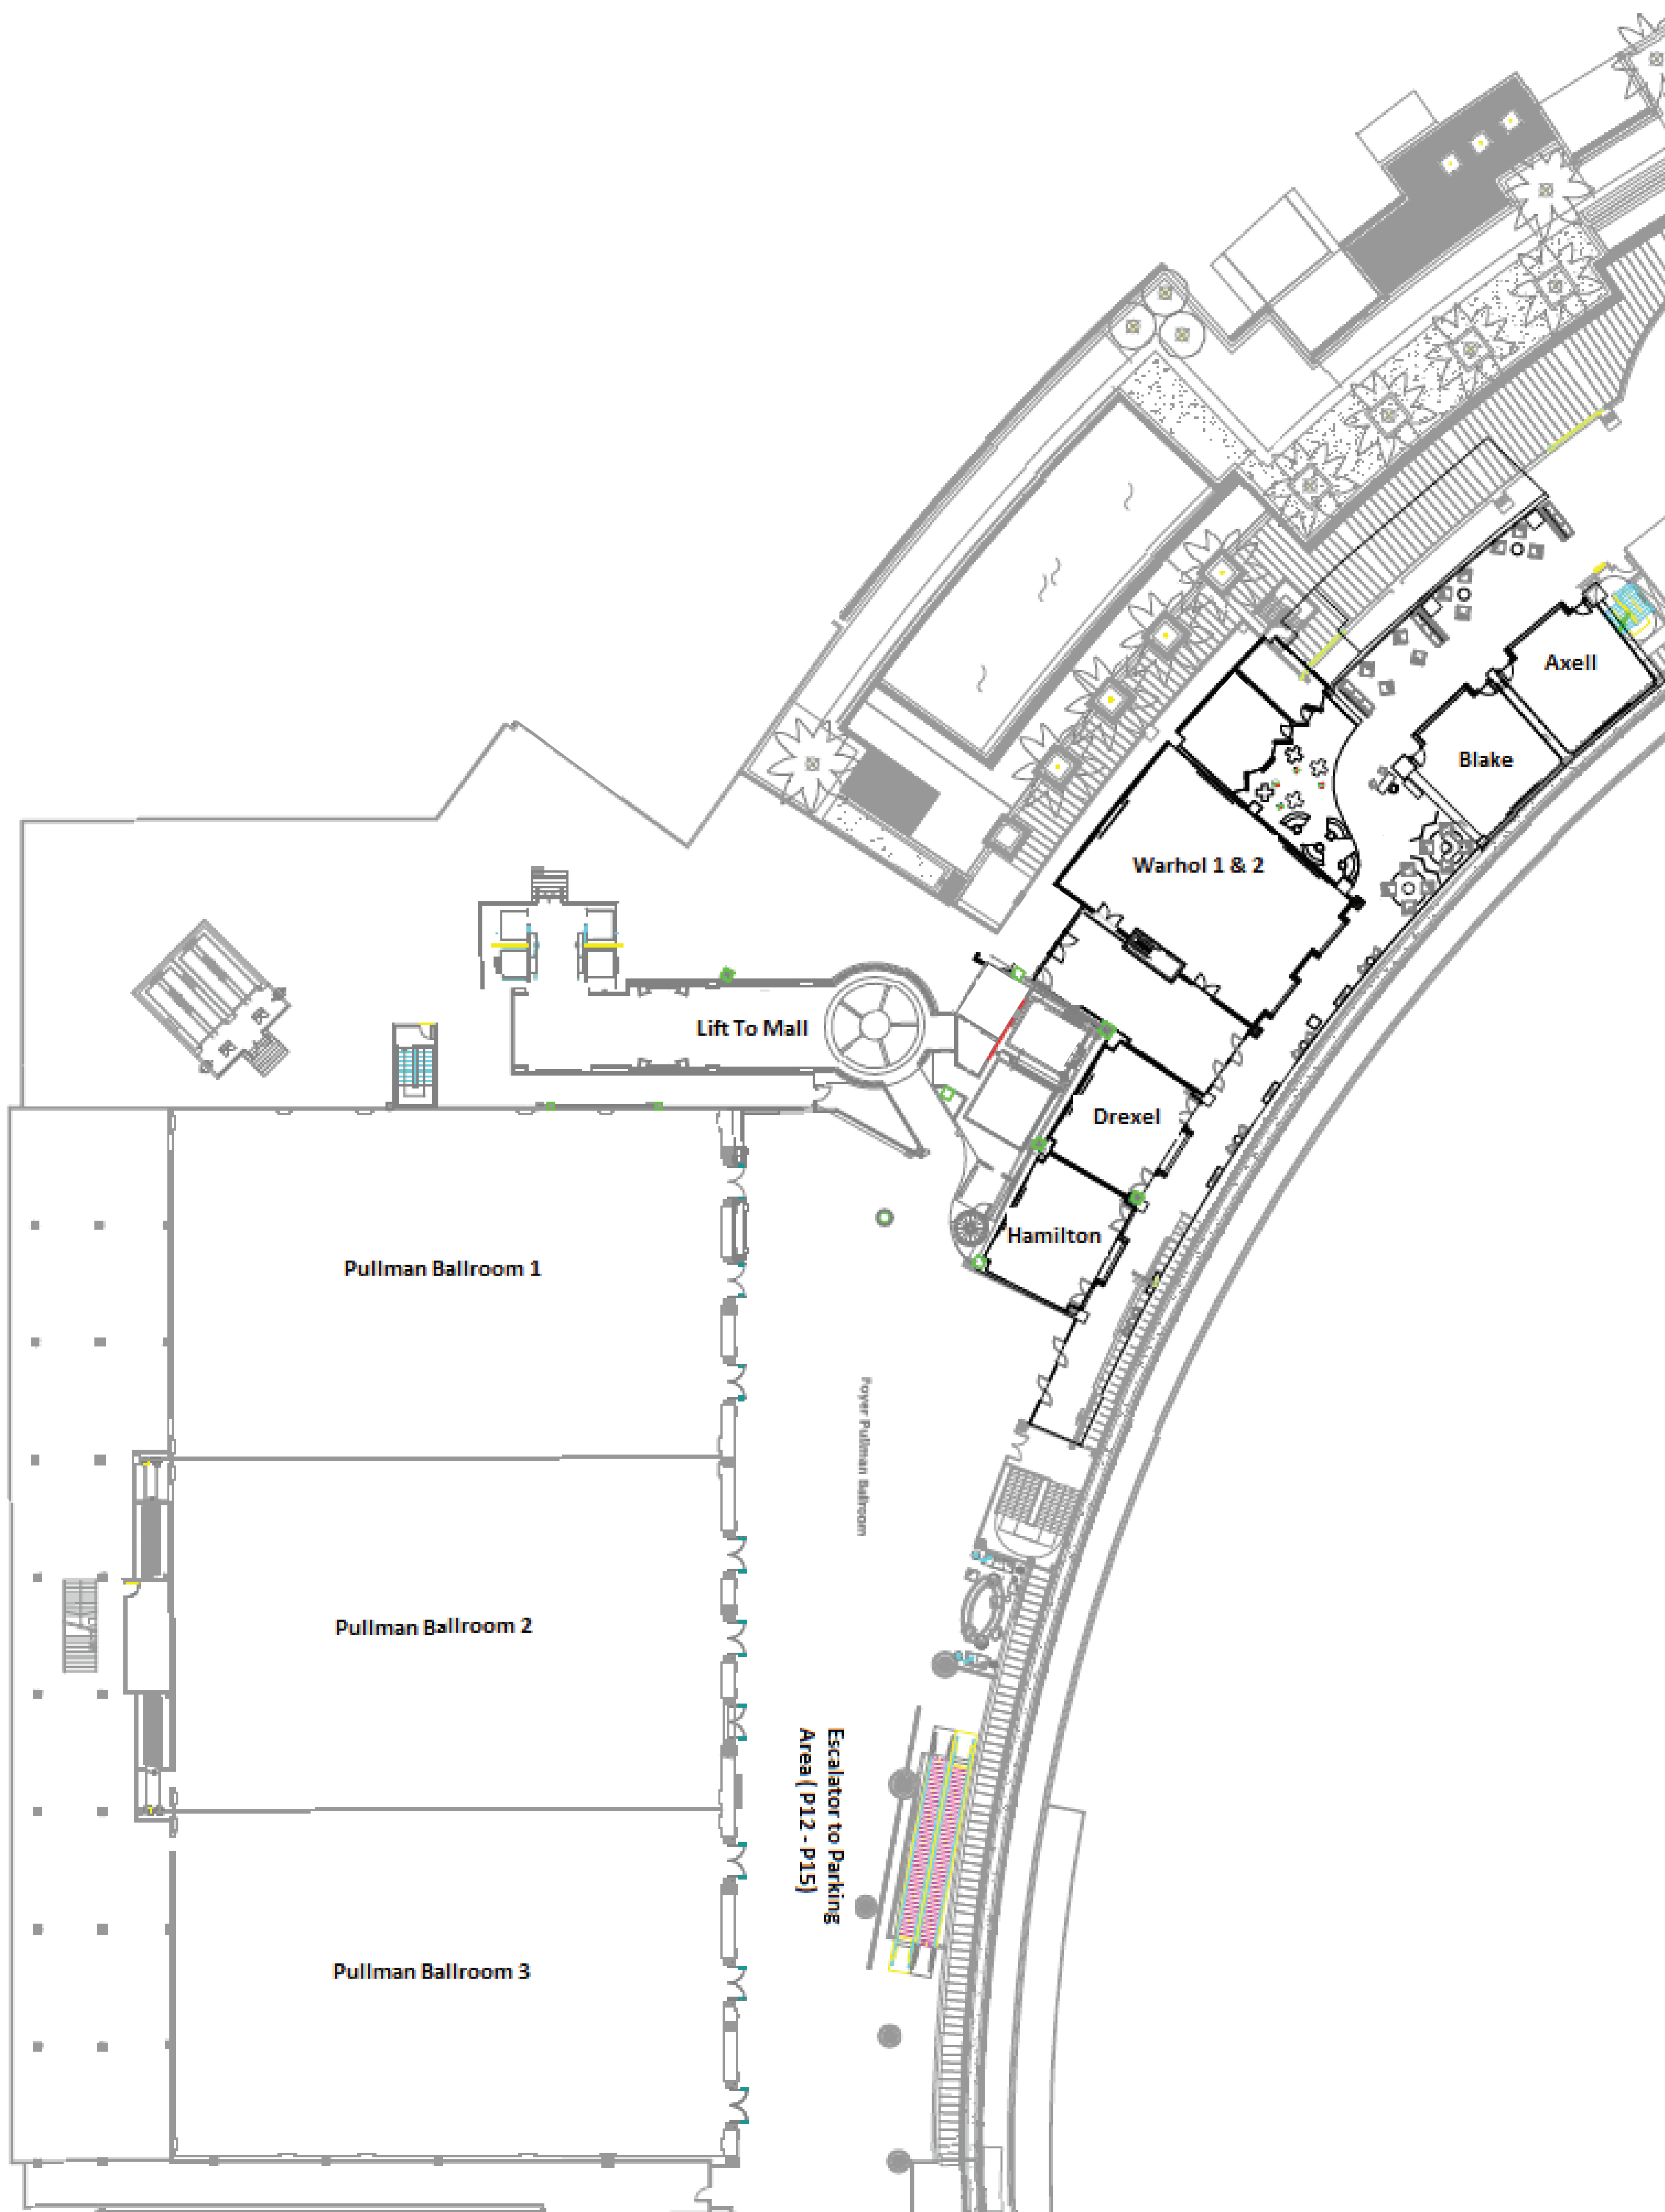 Axell
Blake
Warhol 1 & 2
Lift To Mall
Drexel
Hamilton
Pullman Ballroom 1
Foyer Pullman Ballroom
Pullman Ballroom 2
Escalator to Parking
Area ( P12 - P15)
Pullman Ballroom 3